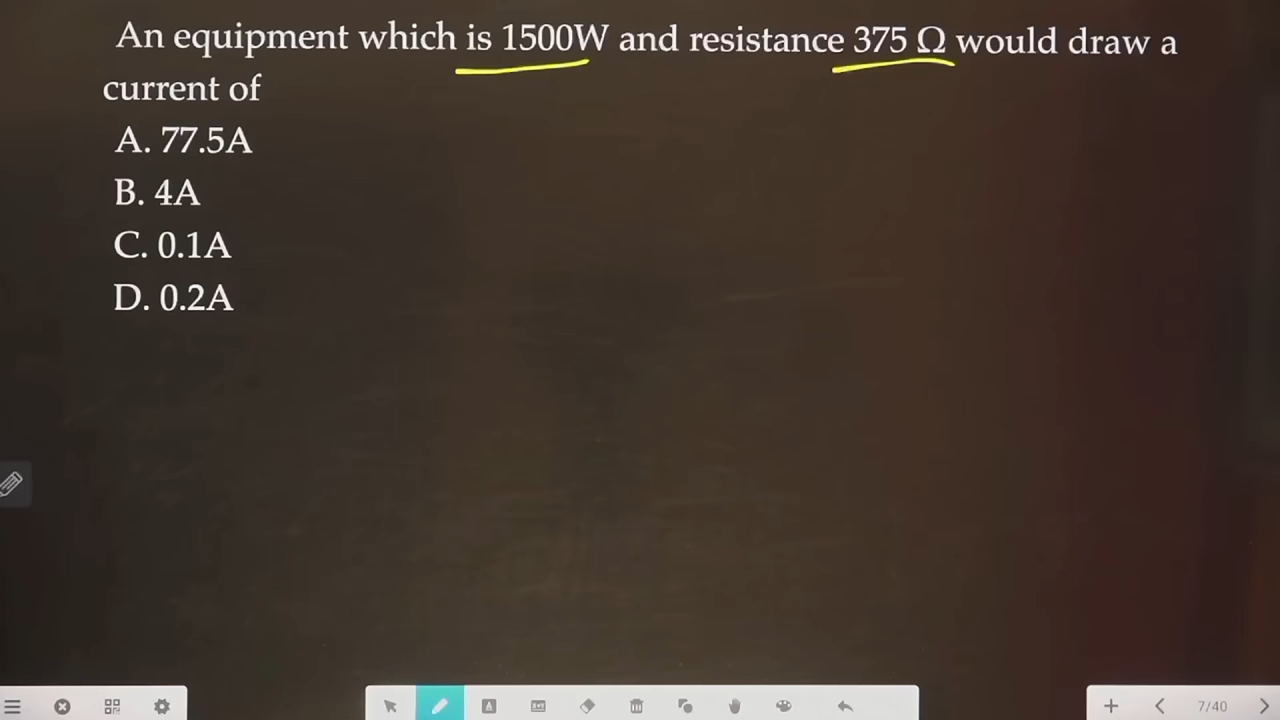 An equipment which is 1500W and resistance 375 Ω would draw a
current of
A. 77.5A
B. 4A
C. 0.1A
D. 0.2A
7/40